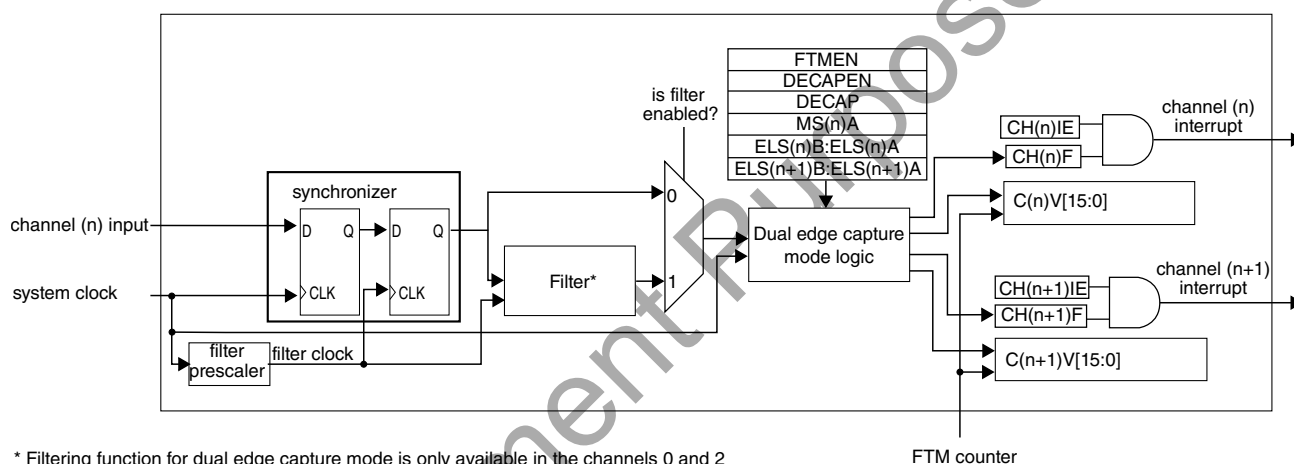 FTMEN
DECAPEN
DECAP
MS(n)A
ELS(n)B:ELS(n)A
ELS(n+1)B:ELS(n+1)A
is filter
enabled?
channel (n)
interrupt
CH(n)IE
CH(n)F
C(n)V[15:0]
synchronizer
0
channel (n) input
D Q D Q
Dual edge capture
mode logic
Filter*
1
system clock
CLK CLK
channel (n+1)
interrupt
CH(n+1)IE
CH(n+1)F
filter
prescaler
filter clock
C(n+1)V[15:0]
* Filtering function for dual edge capture mode is only available in the channels 0 and 2
FTM counter
ment Purpos